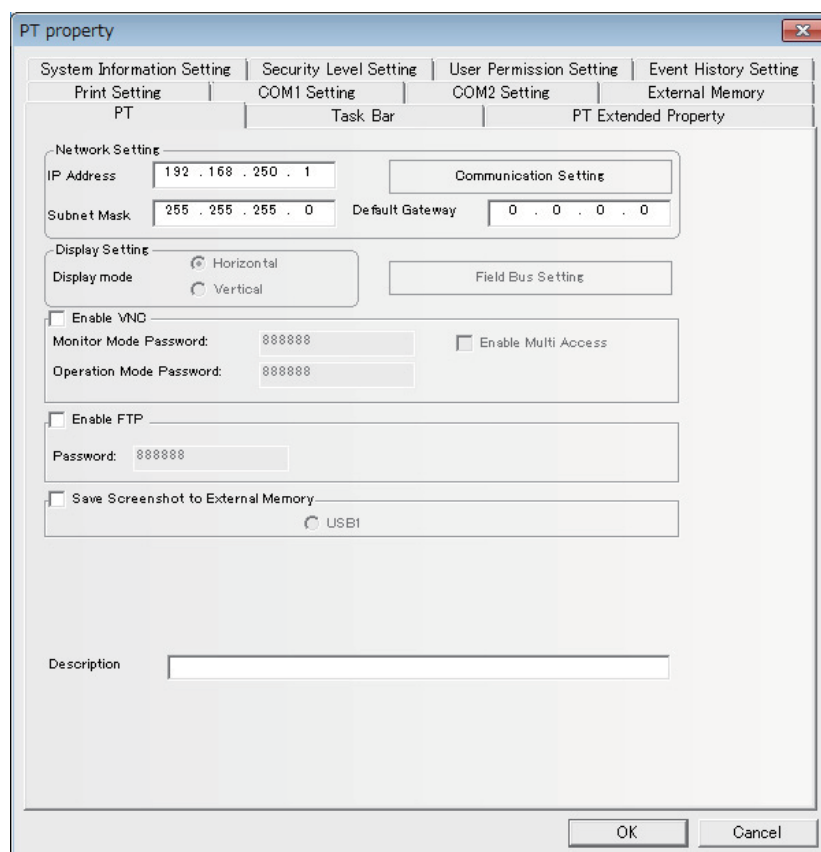 PT property
System Information Setting Security Level Setting User Permission Setting Event History Setting
Print Setting COM1 Setting COM2 Setting External Memory
PT Task Bar PT Extended Property
Network Setting
IP Address 192 . 168 . 250 . 1 Communication Setting
Subnet Mask 255 . 255 . 255 . 0 Default Gateway 0 . 0 . 0 . 0
Display Setting
Display mode Horizontal
Vertical
Field Bus Setting
Enable VNC
Monitor Mode Password: 888888 Enable Multi Access
Operation Mode Password: 888888
Enable FTP
Password: 888888
Save Screenshot to External Memory
USB1
Description
OK Cancel